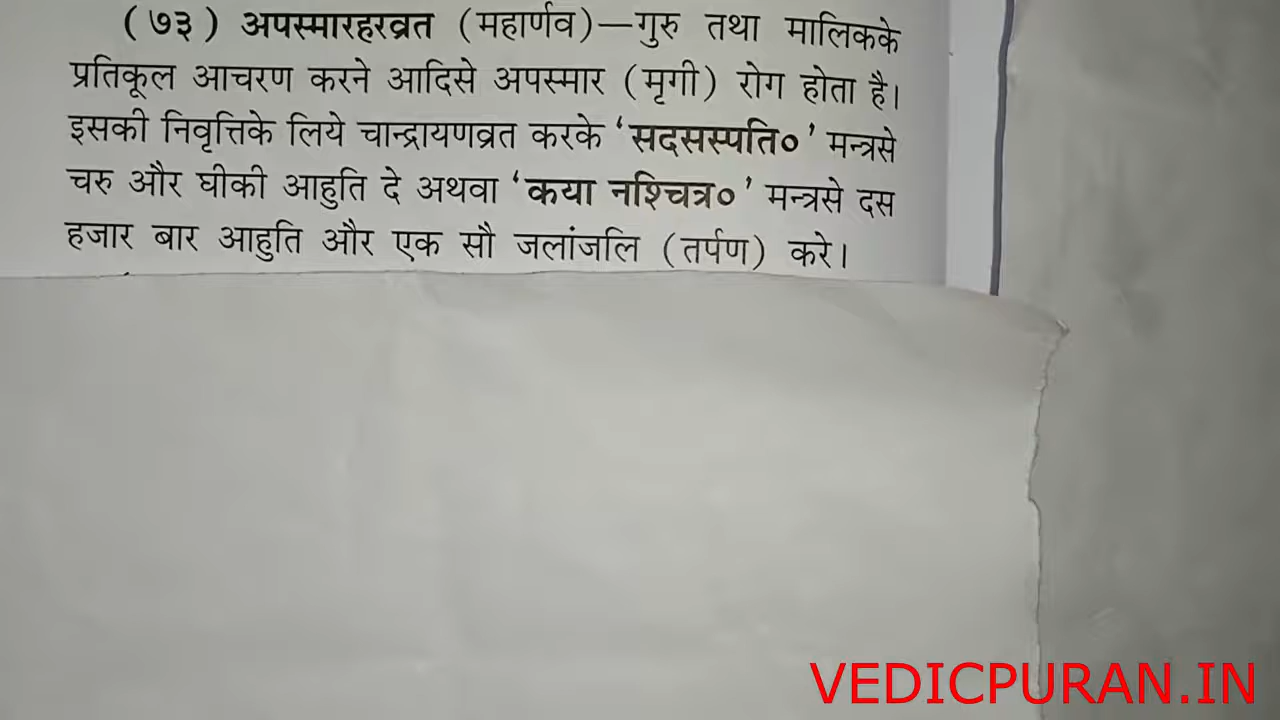 (७३) अपस्मारहरव्रत (महार्णव)—गुरु तथा मालिकके
प्रतिकूल आचरण करने आदिसे अपस्मार (मृगी) रोग होता है।
इसकी निवृत्तिके लिये चान्द्रायणव्रत करके ‘सदसस्पति०’ मन्त्रसे
चरु और घीकी आहुति दे अथवा ‘कया नश्चित्र०’ मन्त्रसे दस
हजार बार आहुति और एक सौ जलांजलि (तर्पण) करे।
VEDICPURAN.IN